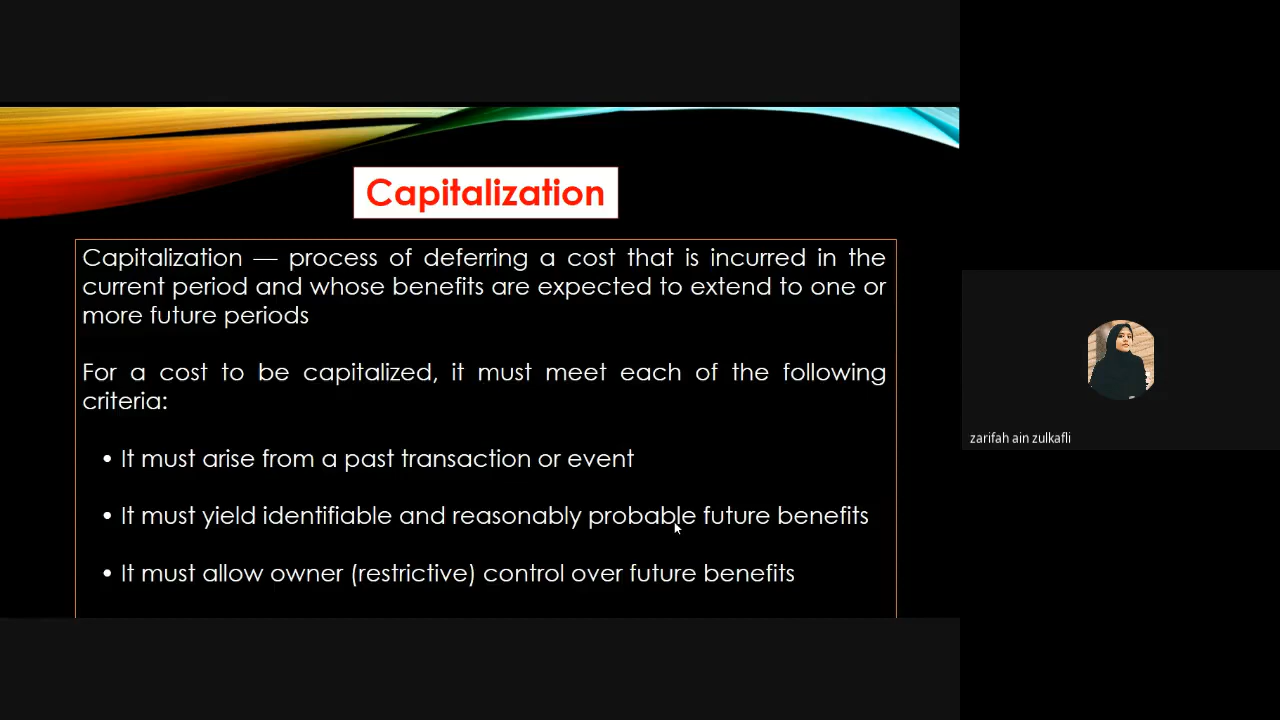 Capitalization
Capitalization — process of deferring a cost that is incurred in the
current period and whose benefits are expected to extend to one or
more future periods
For a cost to be capitalized, it must meet each of the following
criteria:
• It must arise from a past transaction or event
• It must yield identifiable and reasonably probable future benefits
• It must allow owner (restrictive) control over future benefits
zarifah ain zulkafli